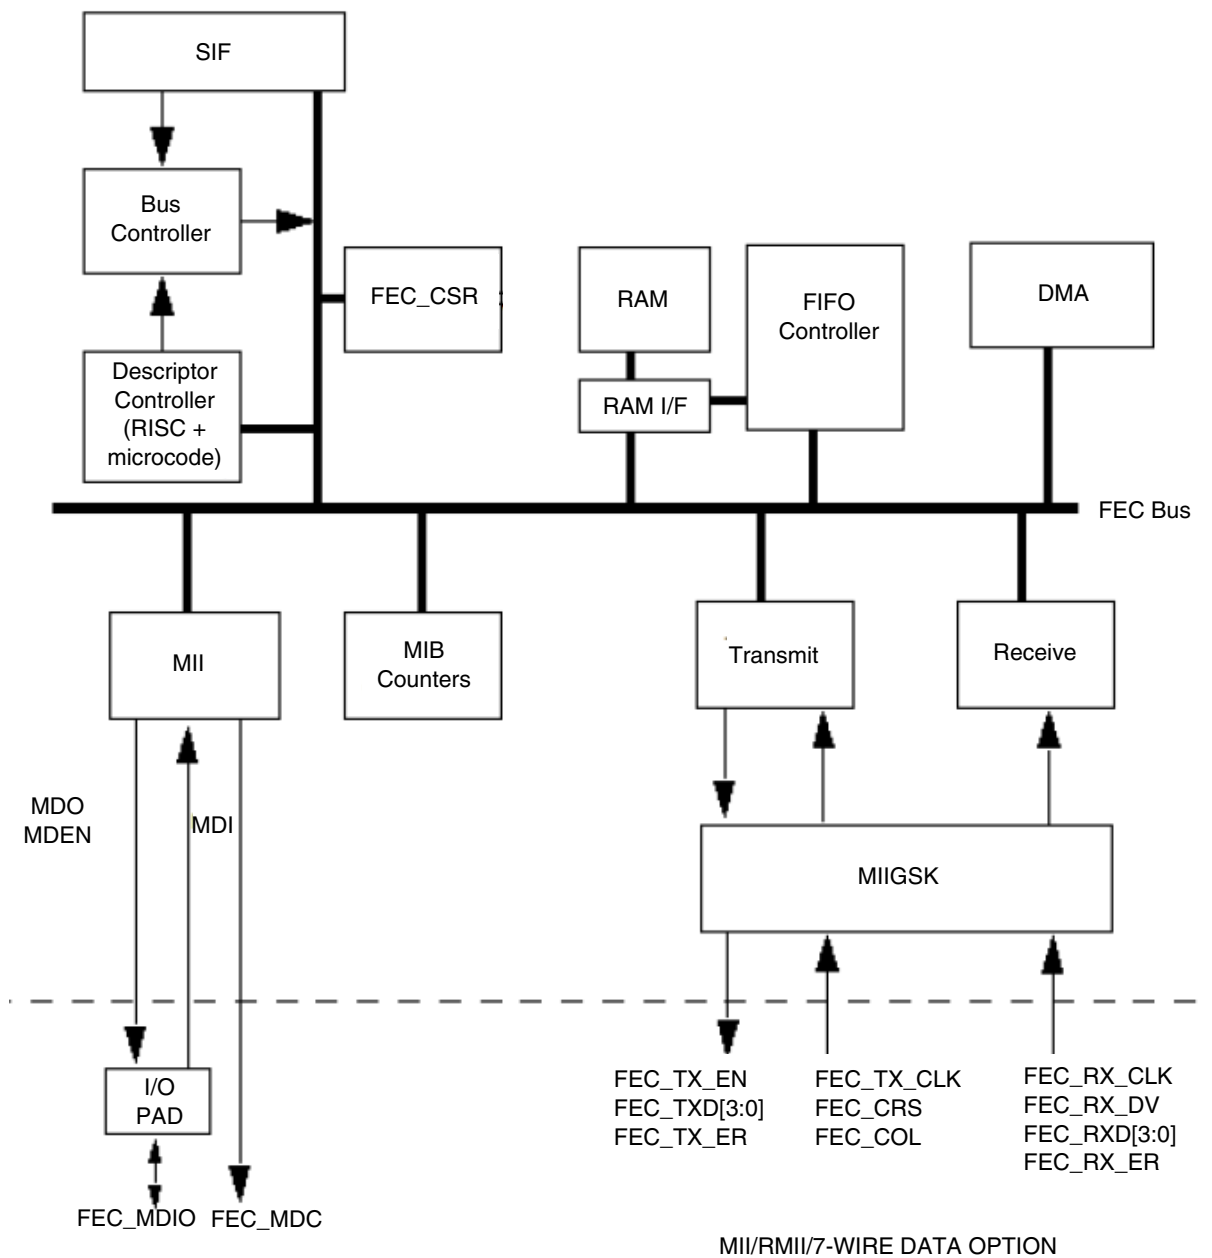 SIF
Bus
Controller
FEC_CSR
RAM
FIFO
Controller
DMA
Descriptor
Controller
(RISC +
microcode)
RAM I/F
FEC Bus
MII
MIB
Counters
Transmit
Receive
MDO
MDEN
MDI
MIIGSK
I/O
PAD
FEC_TX_EN
FEC_TXD[3:0]
FEC_TX_ER
FEC_TX_CLK
FEC_CRS
FEC_COL
FEC_RX_CLK
FEC_RX_DV
FEC_RXD[3:0]
FEC_RX_ER
FEC_MDIO
FEC_MDC
MII/RMII/7-WIRE DATA OPTION